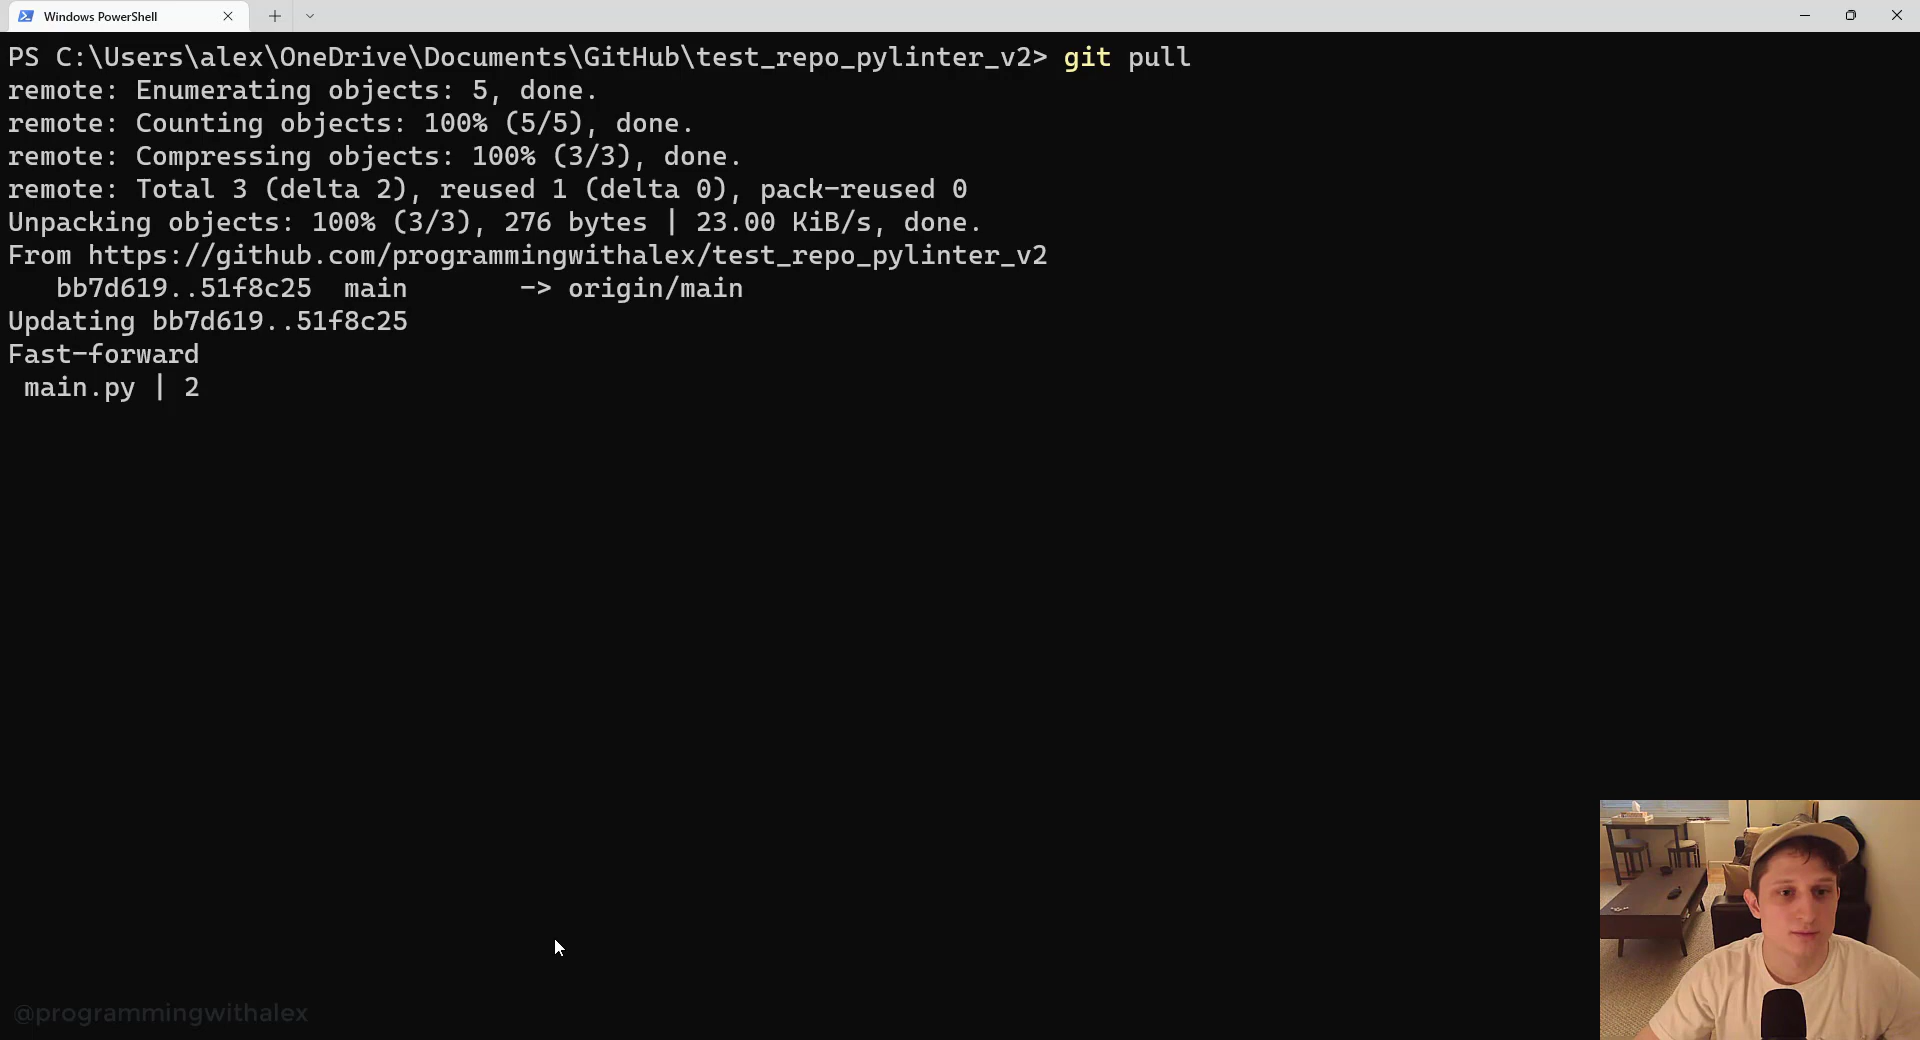 Windows PowerShell
PS C:\Users\alex\OneDrive\Documents\GitHub\test_repo_pylinter_v2> git pull
remote: Enumerating objects: 5, done.
remote: Counting objects: 100% (5/5), done.
remote: Compressing objects: 100% (3/3), done.
remote: Total 3 (delta 2), reused 1 (delta 0), pack-reused 0
Unpacking objects: 100% (3/3), 276 bytes | 23.00 KiB/s, done.
From https://github.com/programmingwithalex/test_repo_pylinter_v2
   bb7d619..51f8c25  main       -> origin/main
Updating bb7d619..51f8c25
Fast-forward
 main.py | 2
@programmingwithalex